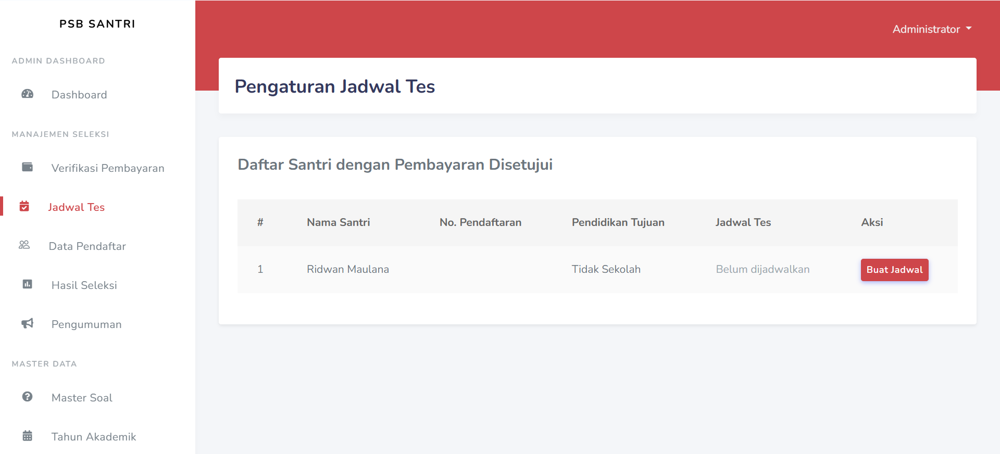 PSB SANTRI
ADMIN DASHBOARD
Dashboard
MANAJEMEN SELEKSI
Verifikasi Pembayaran
Jadwal Tes
Data Pendaftar
Hasil Seleksi
Pengumuman
MASTER DATA
Master Soal
Tahun Akademik
Administrator
Pengaturan Jadwal Tes
Daftar Santri dengan Pembayaran Disetujui
# Nama Santri No. Pendaftaran Pendidikan Tujuan Jadwal Tes Aksi
1 Ridwan Maulana Tidak Sekolah Belum dijadwalkan Buat Jadwal